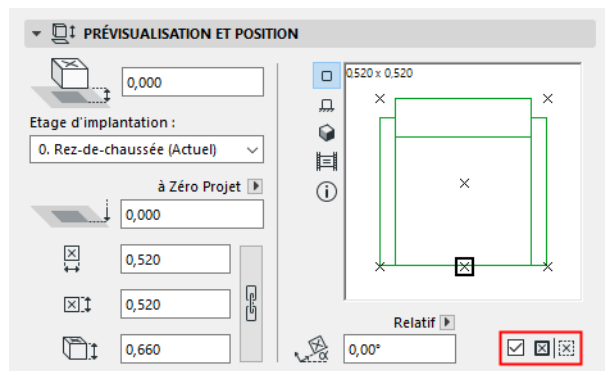 PRÉVISUALISATION ET POSITION
0,000
Etage d'implantation :
0. Rez-de-chaussée (Actuel)
à Zéro Projet
0,000
0,520
0,520
0,660
0,520 x 0,520
Relatif
α
0,00°